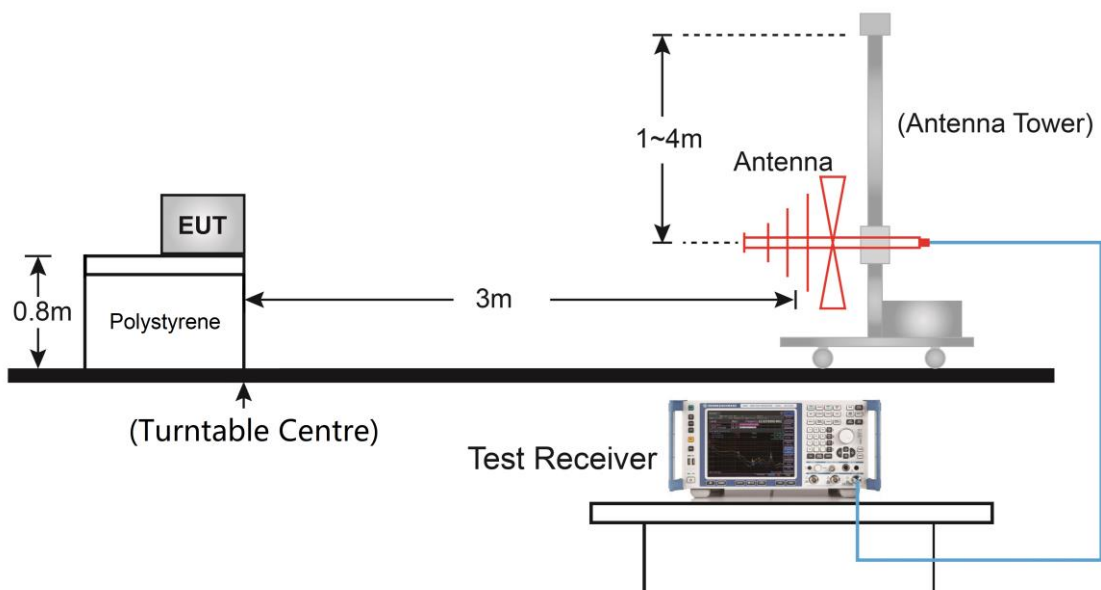 1~4m
(Antenna Tower)
Antenna
EUT
0.8m
Polystyrene
3m
(Turntable Centre)
Test Receiver